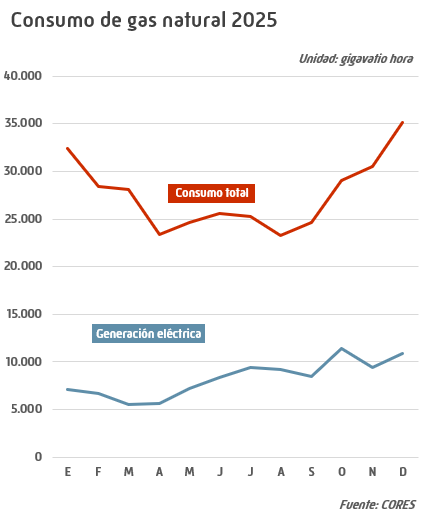 Consumo de gas natural 2025
Unidad: gigavatio hora
40.000
35.000
30.000
Consumo total
25.000
20.000
15.000
Generación eléctrica
10.000
5.000
0
E F M A M J J A S O N D
Fuente: CORES